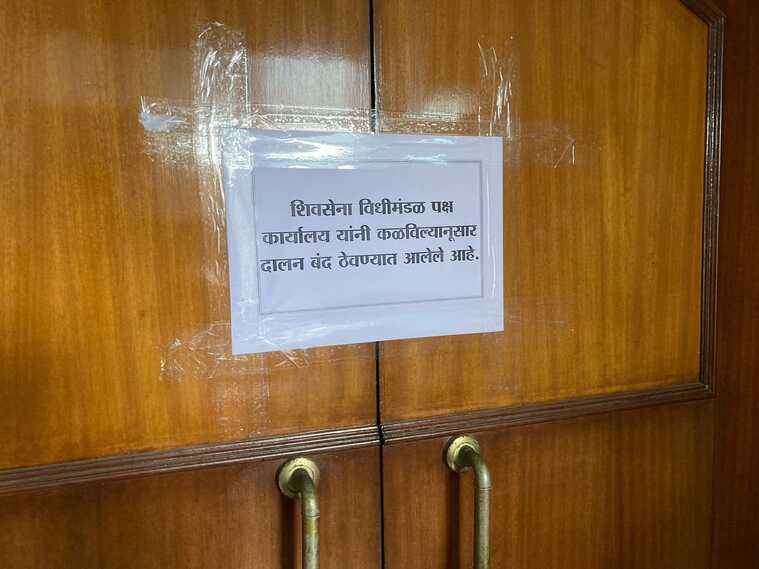 शिवसेना विधीमंडळ पक्ष
कार्यालय यांनी कळविल्यानूसार
दालन बंद ठेवण्यात आलेले आहे.